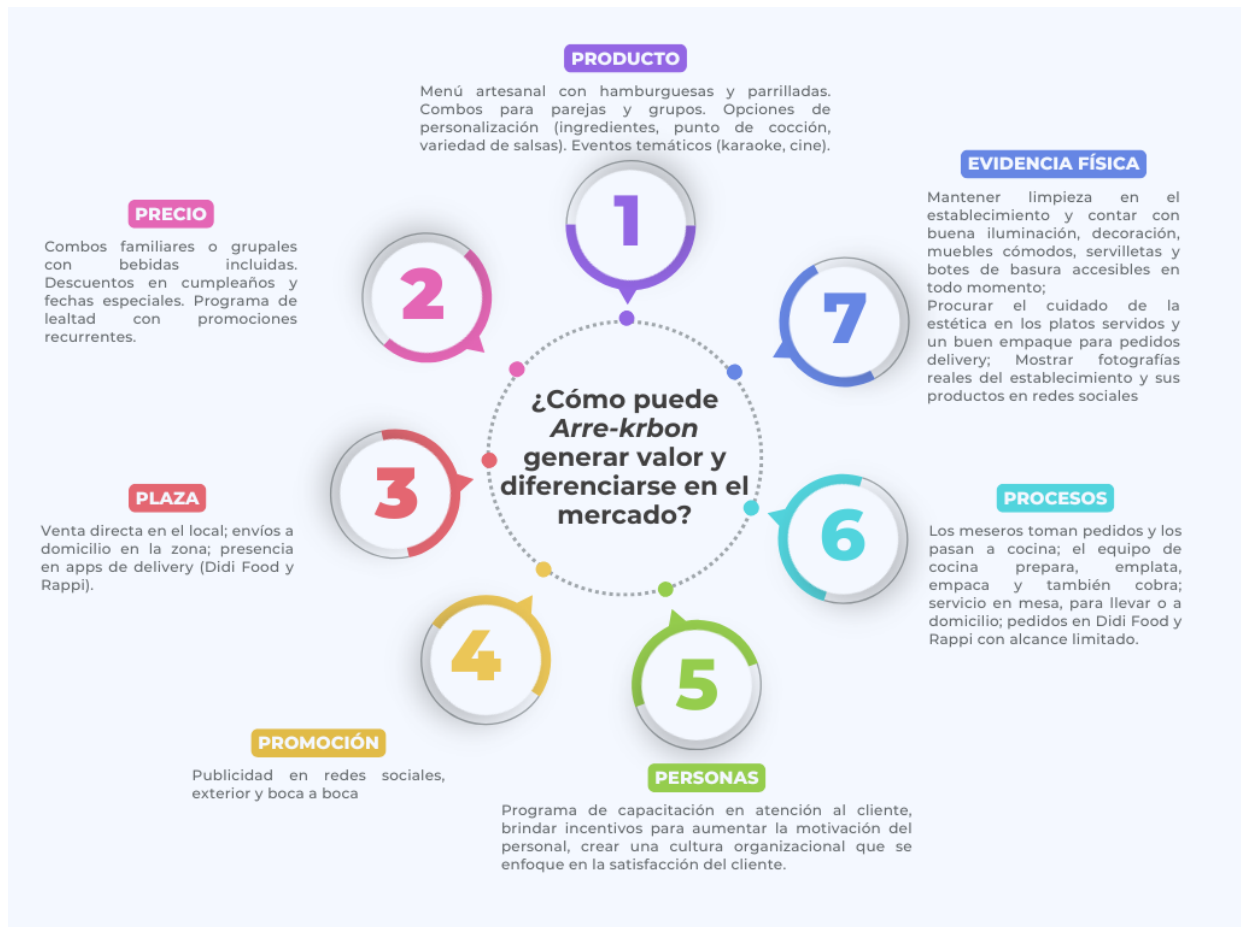 PRODUCTO
Menú artesanal con hamburguesas y parrilladas.
Combos para parejas y grupos. Opciones de
personalización (ingredientes, punto de cocción,
variedad de salsas). Eventos temáticos (karaoke, cine).
1
PRECIO
Combos familiares o grupales
con bebidas incluidas.
Descuentos en cumpleaños y
fechas especiales. Programa de
lealtad con promociones
recurrentes.
2
PLAZA
Venta directa en el local; envíos a
domicilio en la zona; presencia
en apps de delivery (Didi Food y
Rappi).
3
PROMOCIÓN
Publicidad en redes sociales,
exterior y boca a boca
4
PERSONAS
Programa de capacitación en atención al cliente,
brindar incentivos para aumentar la motivación del
personal, crear una cultura organizacional que se
enfoque en la satisfacción del cliente.
5
PROCESOS
Los meseros toman pedidos y los
pasan a cocina; el equipo de
cocina prepara, emplata,
empaca y también cobra;
servicio en mesa, para llevar o a
domicilio; pedidos en Didi Food y
Rappi con alcance limitado.
6
EVIDENCIA FÍSICA
Mantener limpieza en el
establecimiento y contar con
buena iluminación, decoración,
muebles cómodos, servilletas y
botes de basura accesibles en
todo momento;
Procurar el cuidado de la
estética en los platos servidos y
un buen empaque para pedidos
delivery; Mostrar fotografías
reales del establecimiento y sus
productos en redes sociales
7
¿Cómo puede
Arre-krbon
generar valor y
diferenciarse en el
mercado?